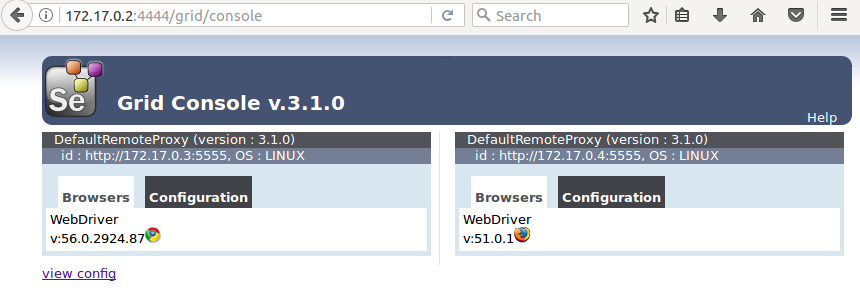 172.17.0.2:4444/grid/console
Search
Se
Grid Console v.3.1.0
Help
DefaultRemoteProxy (version : 3.1.0)
id : http://172.17.0.3:5555, OS : LINUX
Browsers
Configuration
WebDriver
v:56.0.2924.87
DefaultRemoteProxy (version : 3.1.0)
id : http://172.17.0.4:5555, OS : LINUX
Browsers
Configuration
WebDriver
v:51.0.1
view config